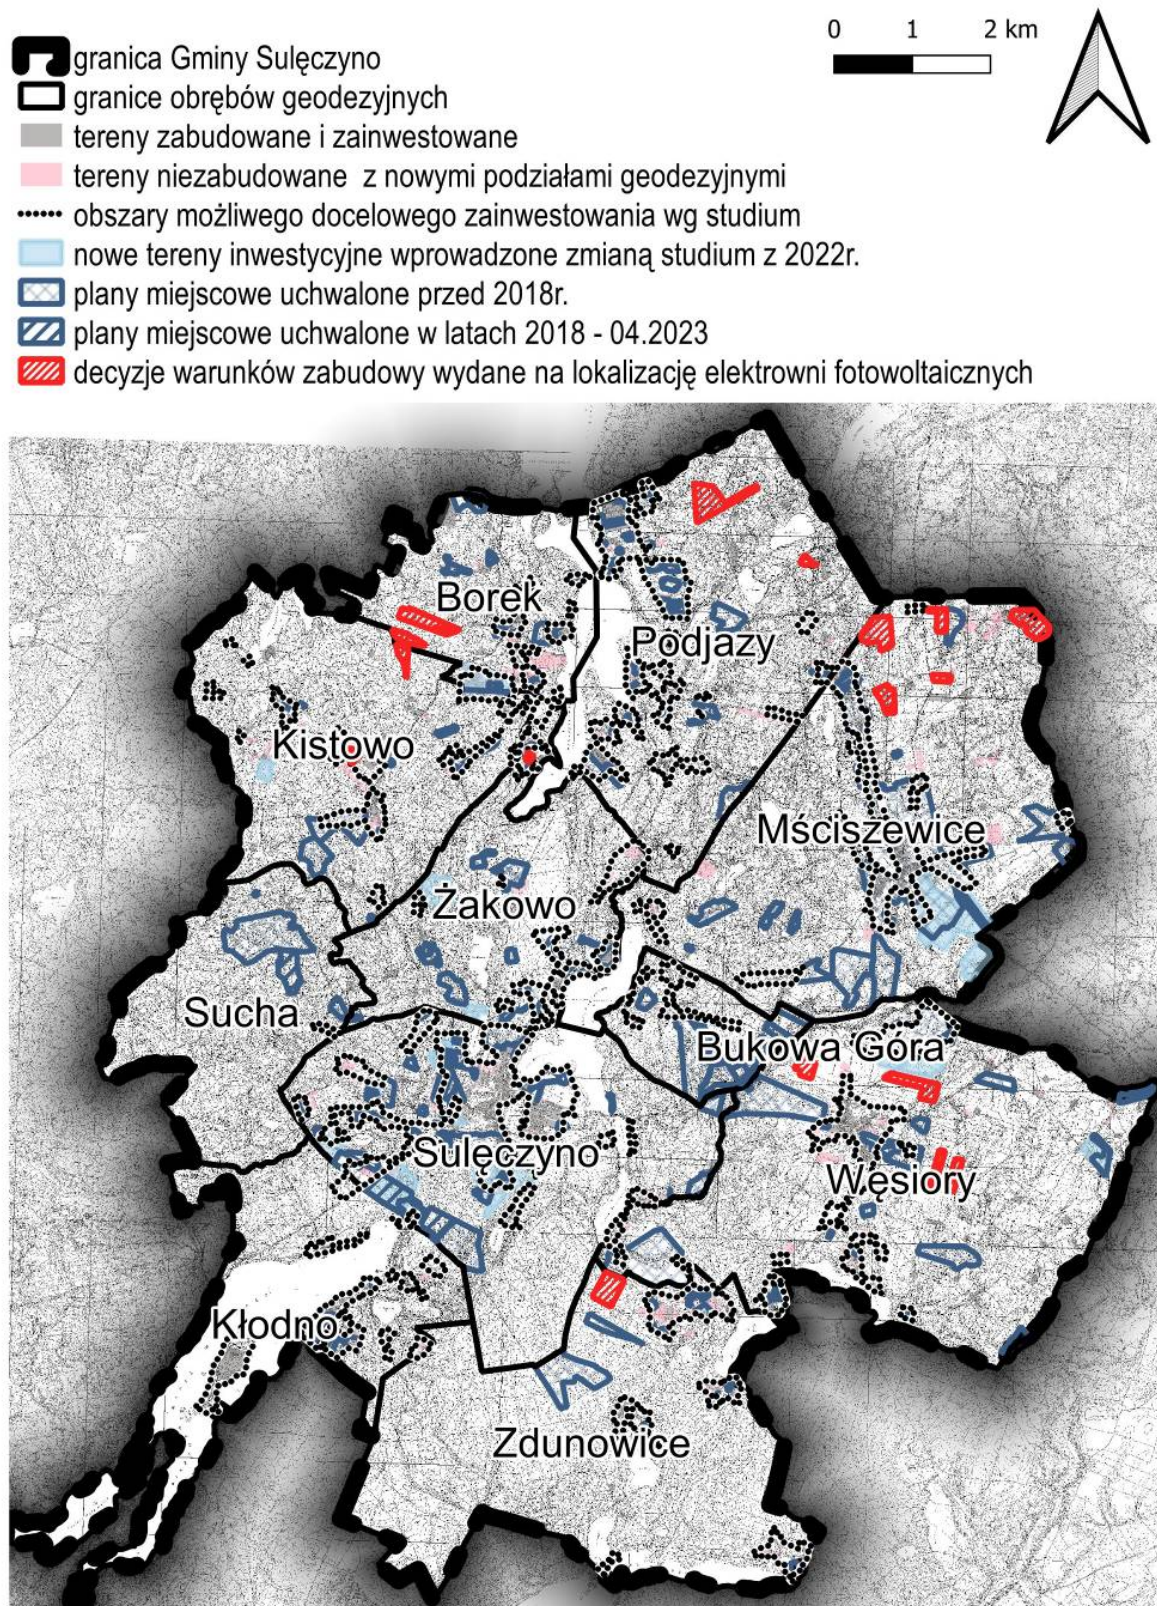 0 1 2 km
granica Gminy Sulęczyno
granice obrębów geodezyjnych
tereny zabudowane i zainwestowane
tereny niezabudowane z nowymi podziałami geodezyjnymi
obszary możliwego docelowego zainwestowania wg studium
nowe tereny inwestycyjne wprowadzone zmianą studium z 2022r.
plany miejscowe uchwalone przed 2018r.
plany miejscowe uchwalone w latach 2018 - 04.2023
decyzje warunków zabudowy wydane na lokalizację elektrowni fotowoltaicznych
Borek
Podjazy
Kistowo
Mściszewice
Żakowo
Sucha
Bukowa Góra
Sulęczyno
Węsiory
Kłodno
Zdunowice